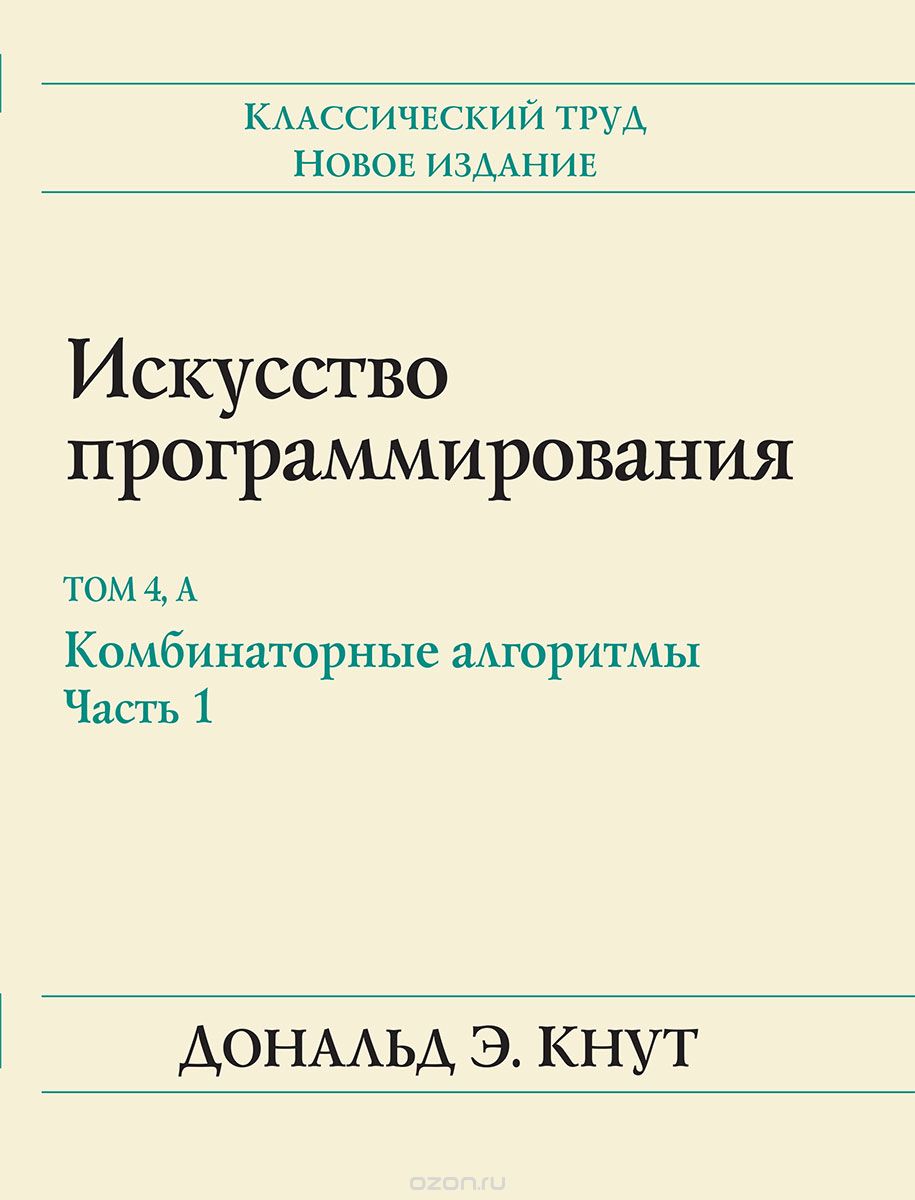 Классический труд
Новое издание
Искусство
программирования
ТОМ 4, А
Комбинаторные алгоритмы
Часть 1
ДОНАЛЬД Э. КНУТ
ozon.ru